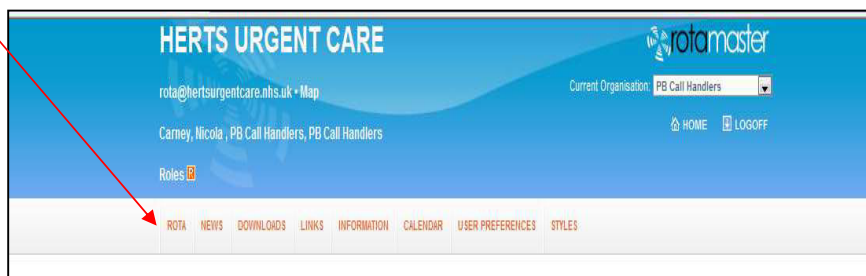 HERTS URGENT CARE
rotamaster
rota@hertsurgentcare.nhs.uk • Map
Current Organisation: PB Call Handlers
Carney, Nicola , PB Call Handlers, PB Call Handlers
HOME LOGOFF
Roles R
ROTA NEWS DOWNLOADS LINKS INFORMATION CALENDAR USER PREFERENCES STYLES